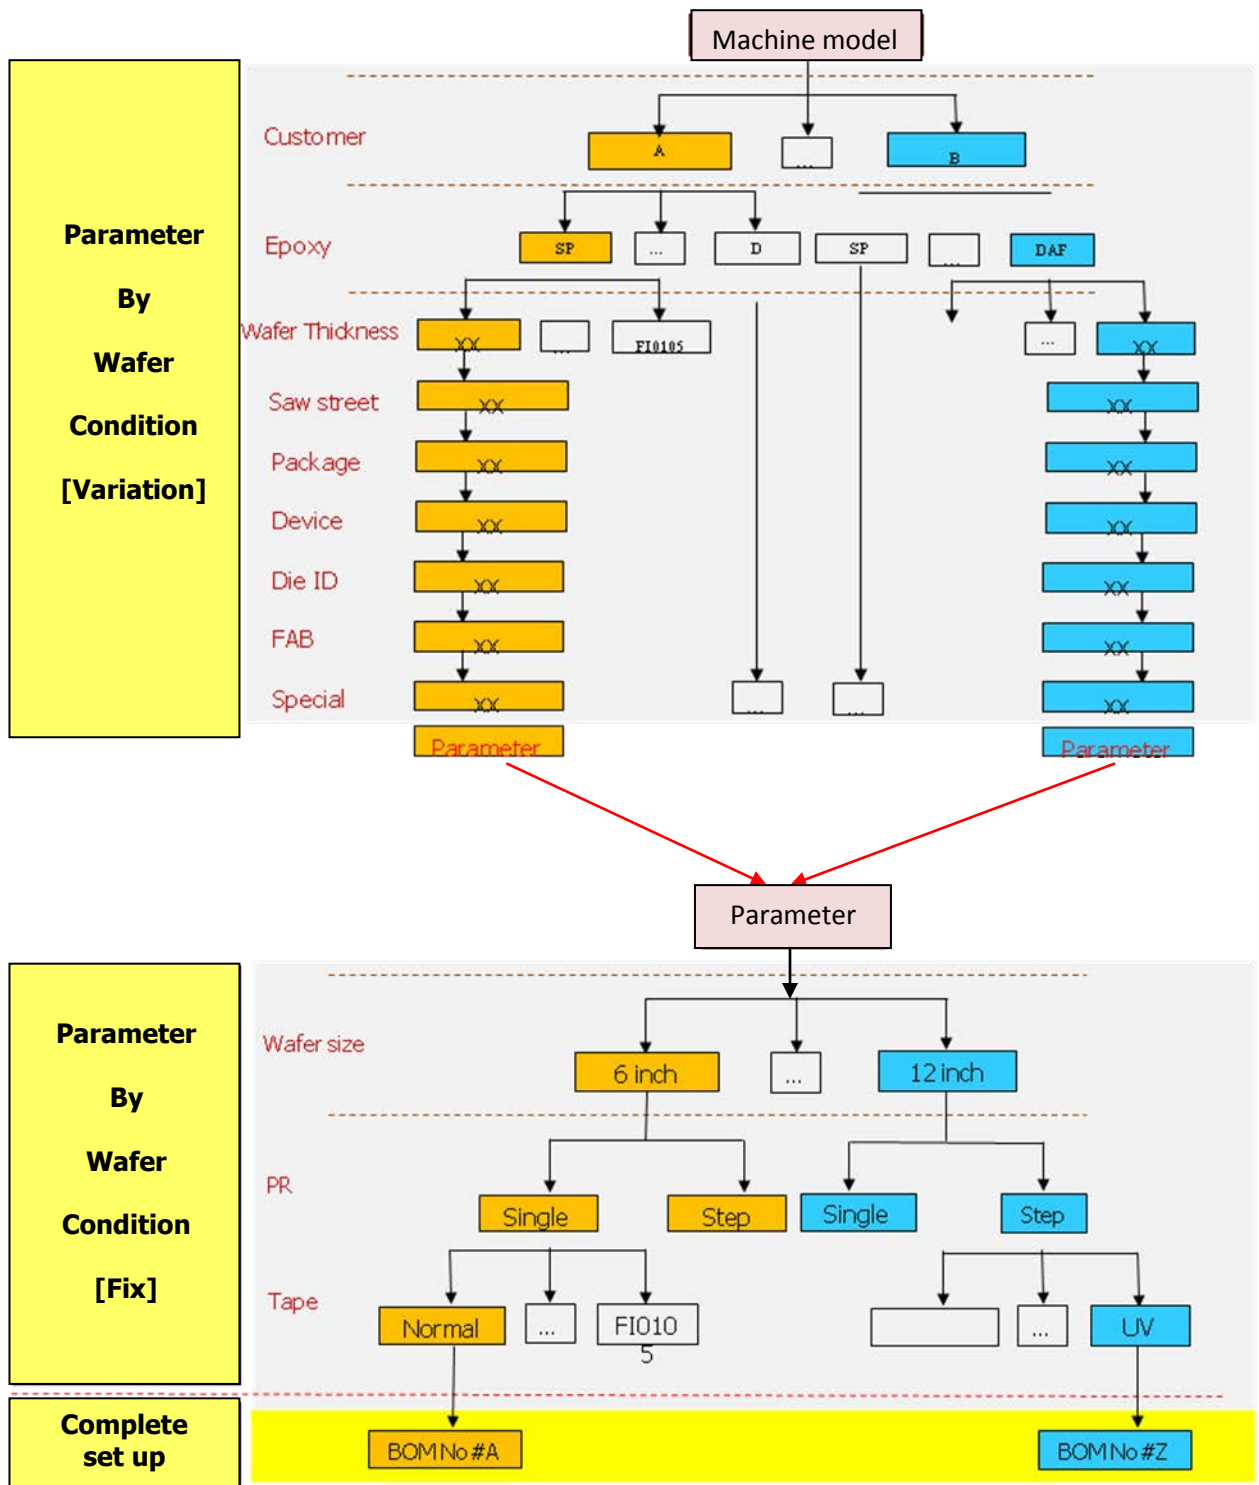 Machine model
Parameter
By
Wafer
Condition
[Variation]
Customer
A
...
B
Epoxy
SP
...
D
SP
...
DAF
Wafer Thickness
XX
...
FI0105
...
XX
Saw street
XX
XX
Package
XX
XX
Device
XX
XX
Die ID
XX
XX
FAB
XX
XX
Special
XX
...
...
XX
Parameter
Parameter
Parameter
Parameter
By
Wafer
Condition
[Fix]
Wafer size
6 inch
...
12 inch
PR
Single
Step
Single
Step
Tape
Normal
...
FI010
5
...
UV
Complete
set up
BOM No #A
BOM No #Z